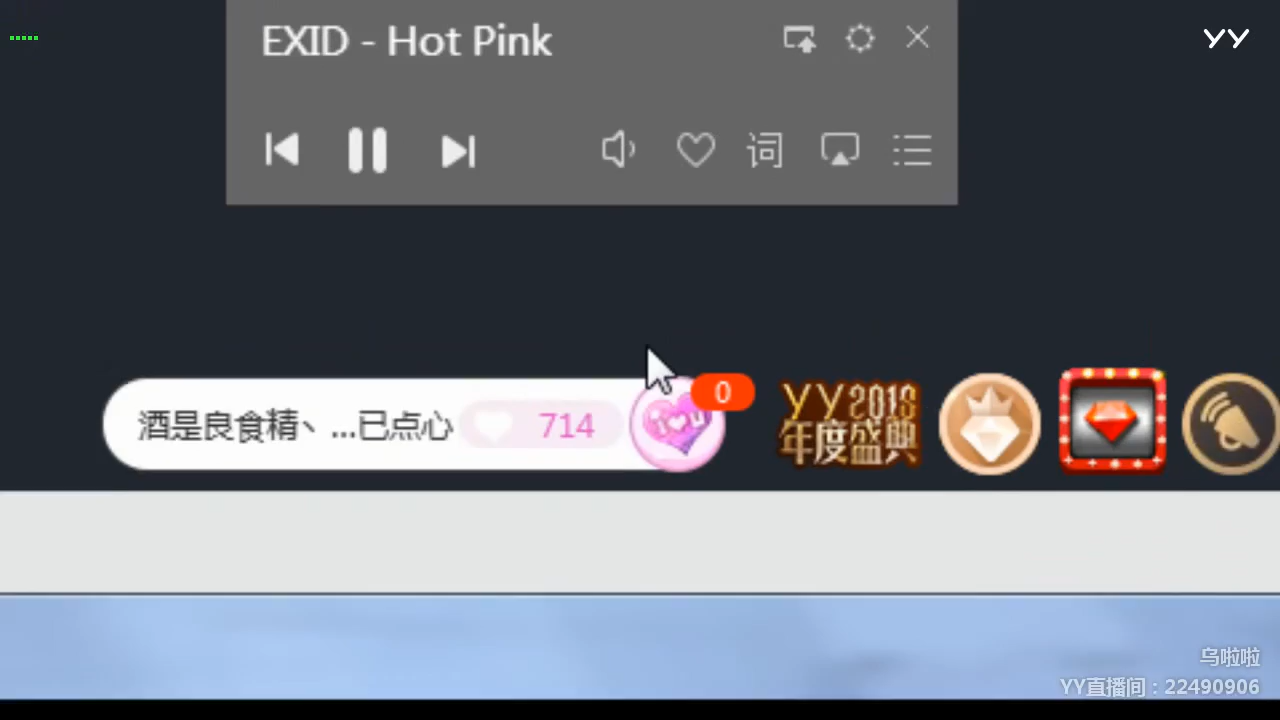 EXID - Hot Pink
YY
词
酒是良食精丶 ...已点心 714
I U
0
YY2018
年度盛典
乌啦啦
YY直播间：22490906